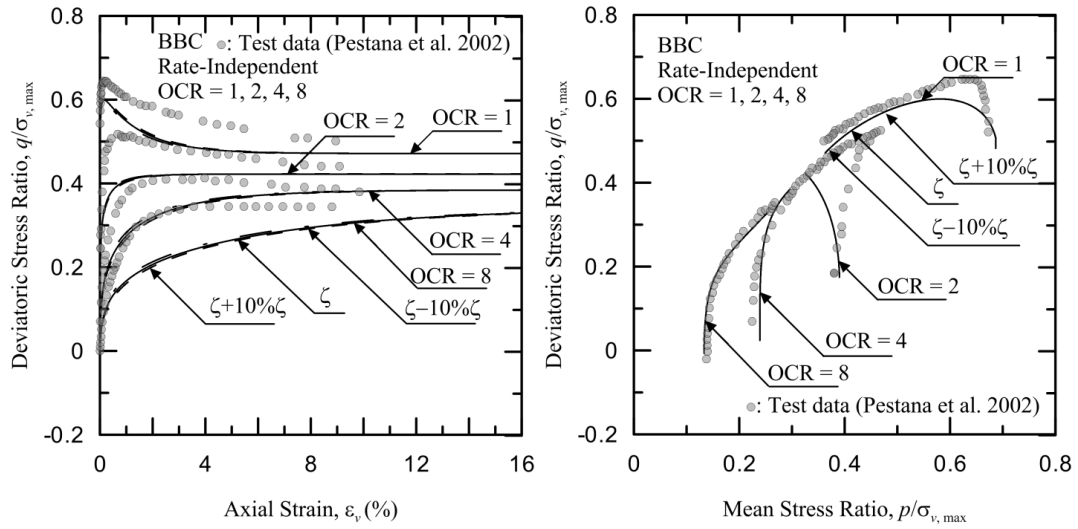 Deviatoric Stress Ratio, q/σv, max
0.8
0.6
0.4
0.2
0
-0.2
BBC
: Test data (Pestana et al. 2002)
Rate-Independent
OCR = 1, 2, 4, 8
OCR = 2
OCR = 1
OCR = 4
OCR = 8
ζ+10%ζ
ζ
ζ−10%ζ
0
4
8
12
16
Axial Strain, εv (%)
Deviatoric Stress Ratio, q/σv, max
0.8
0.6
0.4
0.2
0
-0.2
BBC
Rate-Independent
OCR = 1, 2, 4, 8
OCR = 1
ζ+10%ζ
ζ
ζ−10%ζ
OCR = 2
OCR = 4
OCR = 8
: Test data (Pestana et al. 2002)
0
0.2
0.4
0.6
0.8
Mean Stress Ratio, p/σv, max